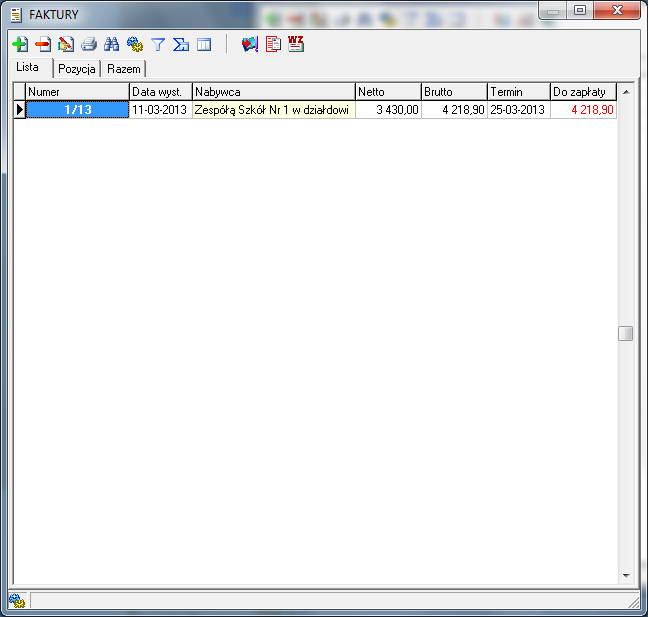 FAKTURY
WZ
Lista Pozycja Razem
Numer Data wyst. Nabywca Netto Brutto Termin Do zapłaty
1/13 11-03-2013 Zespółą Szkół Nr 1 w działdowi 3 430,00 4 218,90 25-03-2013 4 218,90